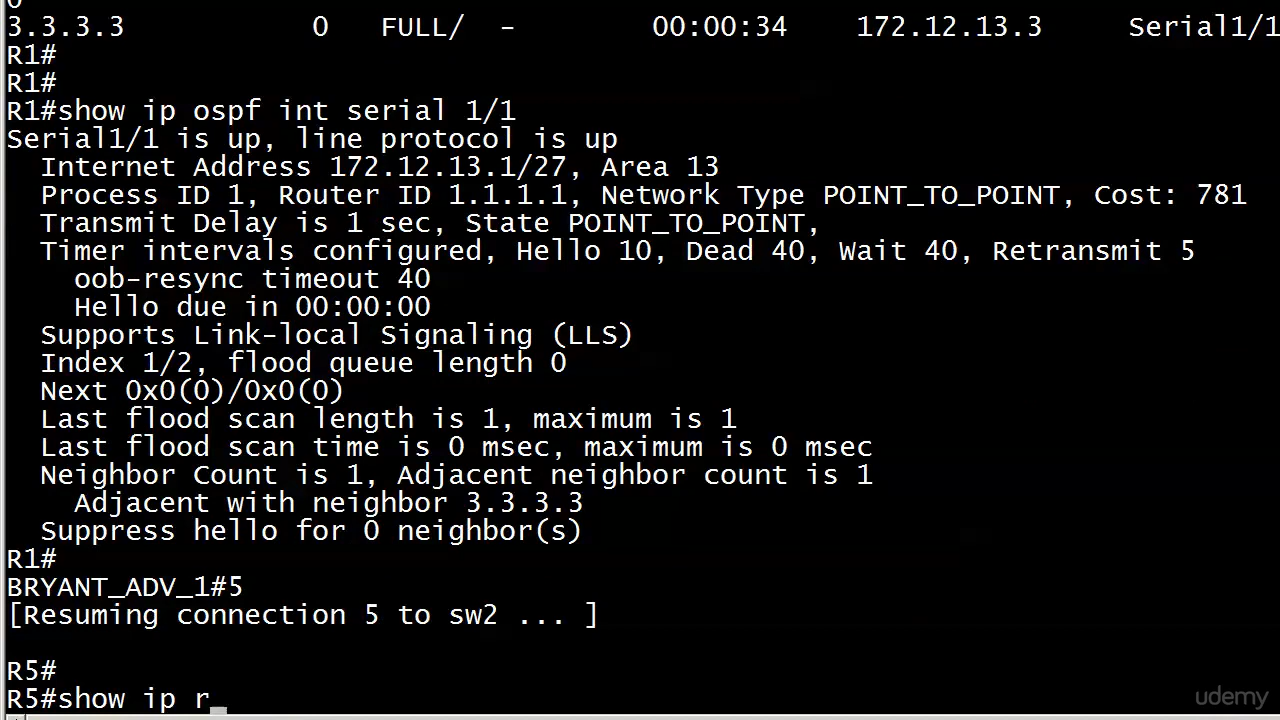 3.3.3.3 0 FULL/ - 00:00:34 172.12.13.3 Serial1/1
R1#
R1#
R1#show ip ospf int serial 1/1
Serial1/1 is up, line protocol is up
Internet Address 172.12.13.1/27, Area 13
Process ID 1, Router ID 1.1.1.1, Network Type POINT_TO_POINT, Cost: 781
Transmit Delay is 1 sec, State POINT_TO_POINT,
Timer intervals configured, Hello 10, Dead 40, Wait 40, Retransmit 5
oob-resync timeout 40
Hello due in 00:00:00
Supports Link-local Signaling (LLS)
Index 1/2, flood queue length 0
Next 0x0(0)/0x0(0)
Last flood scan length is 1, maximum is 1
Last flood scan time is 0 msec, maximum is 0 msec
Neighbor Count is 1, Adjacent neighbor count is 1
Adjacent with neighbor 3.3.3.3
Suppress hello for 0 neighbor(s)
R1#
BRYANT_ADV_1#5
[Resuming connection 5 to sw2 ... ]
R5#
R5#show ip r_
udemy